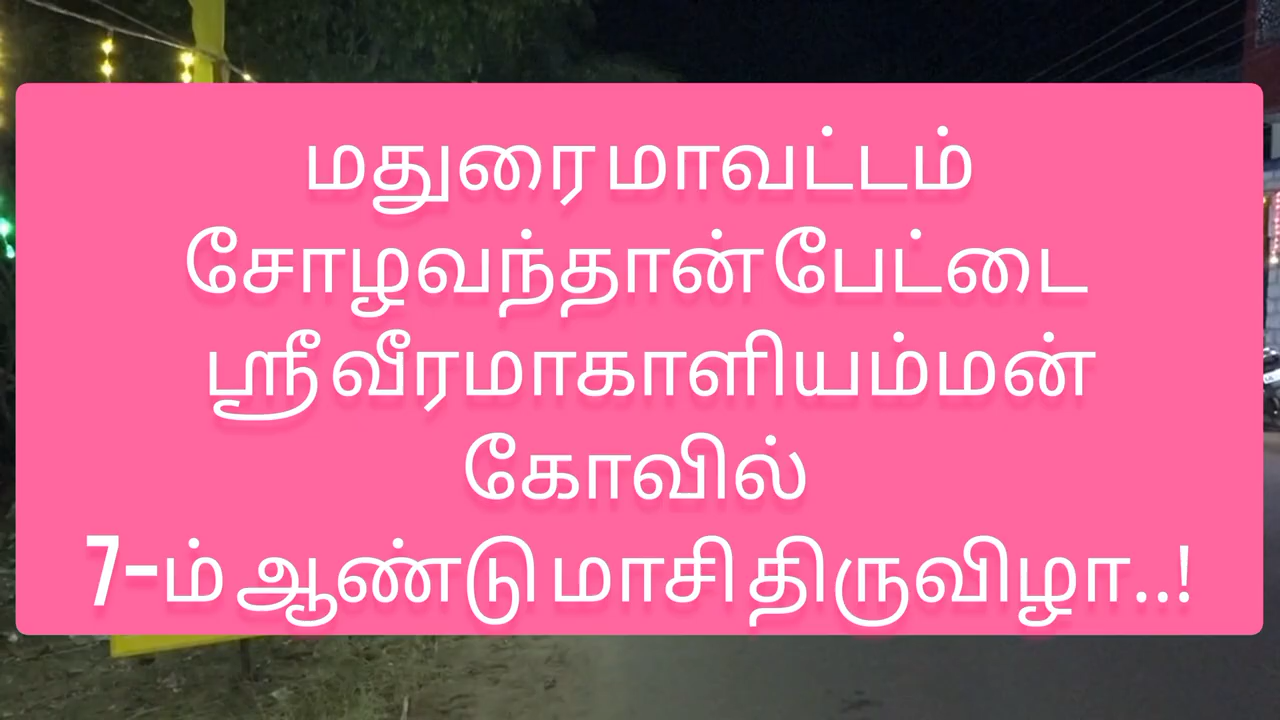 மதுரை மாவட்டம்
சோழவந்தான் பேட்டை
ஸ்ரீ வீரமாகாளியம்மன்
கோவில்
7-ம் ஆண்டு மாசி திருவிழா..!